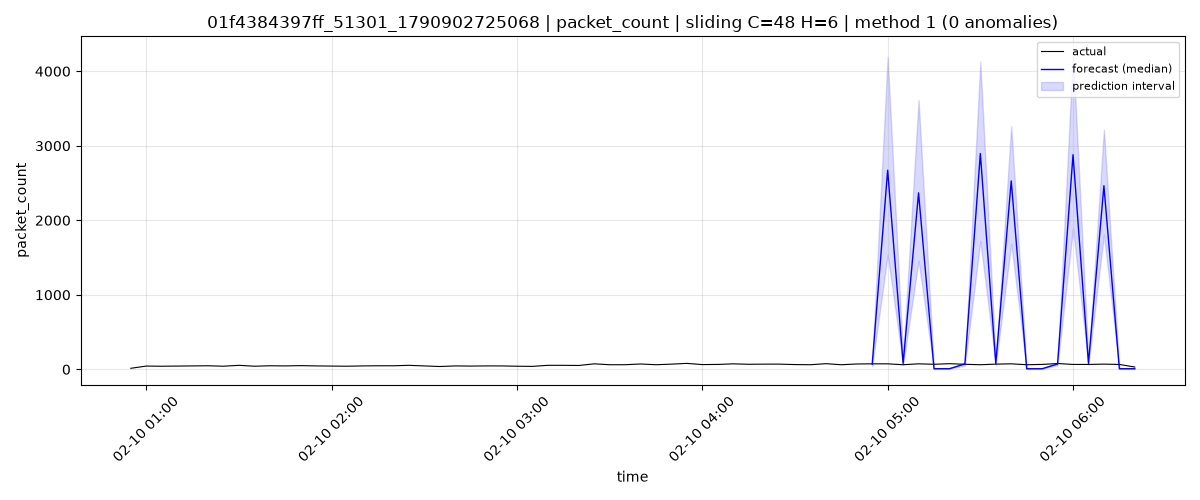 01f4384397ff_51301_1790902725068 | packet_count | sliding C=48 H=6 | method 1 (0 anomalies)
actual
forecast (median)
prediction interval
packet_count
4000
3000
2000
1000
0
02-10 01:00
02-10 02:00
02-10 03:00
02-10 04:00
02-10 05:00
02-10 06:00
time